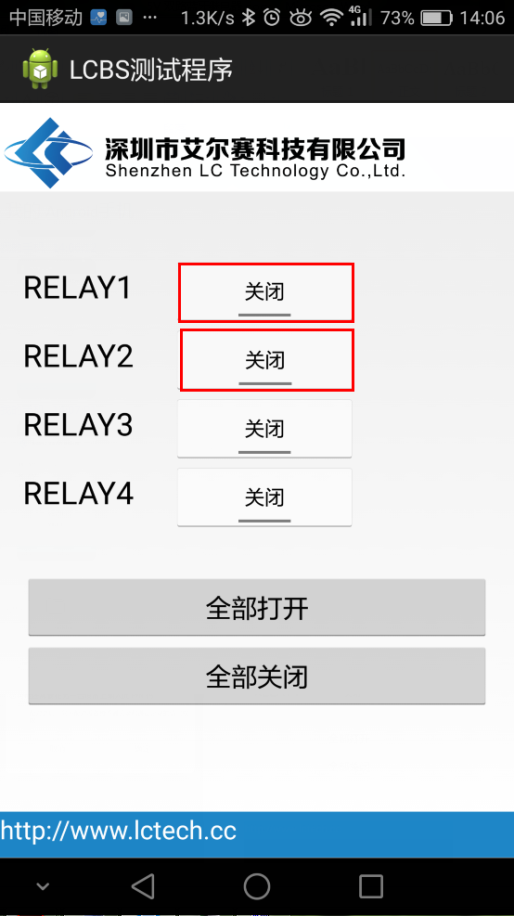 中国移动 ... 1.3K/s 4G 73% 14:06
LCBS测试程序
深圳市艾尔赛科技有限公司
Shenzhen LC Technology Co.,Ltd.
RELAY1 关闭
RELAY2 关闭
RELAY3 关闭
RELAY4 关闭
全部打开
全部关闭
http://www.lctech.cc